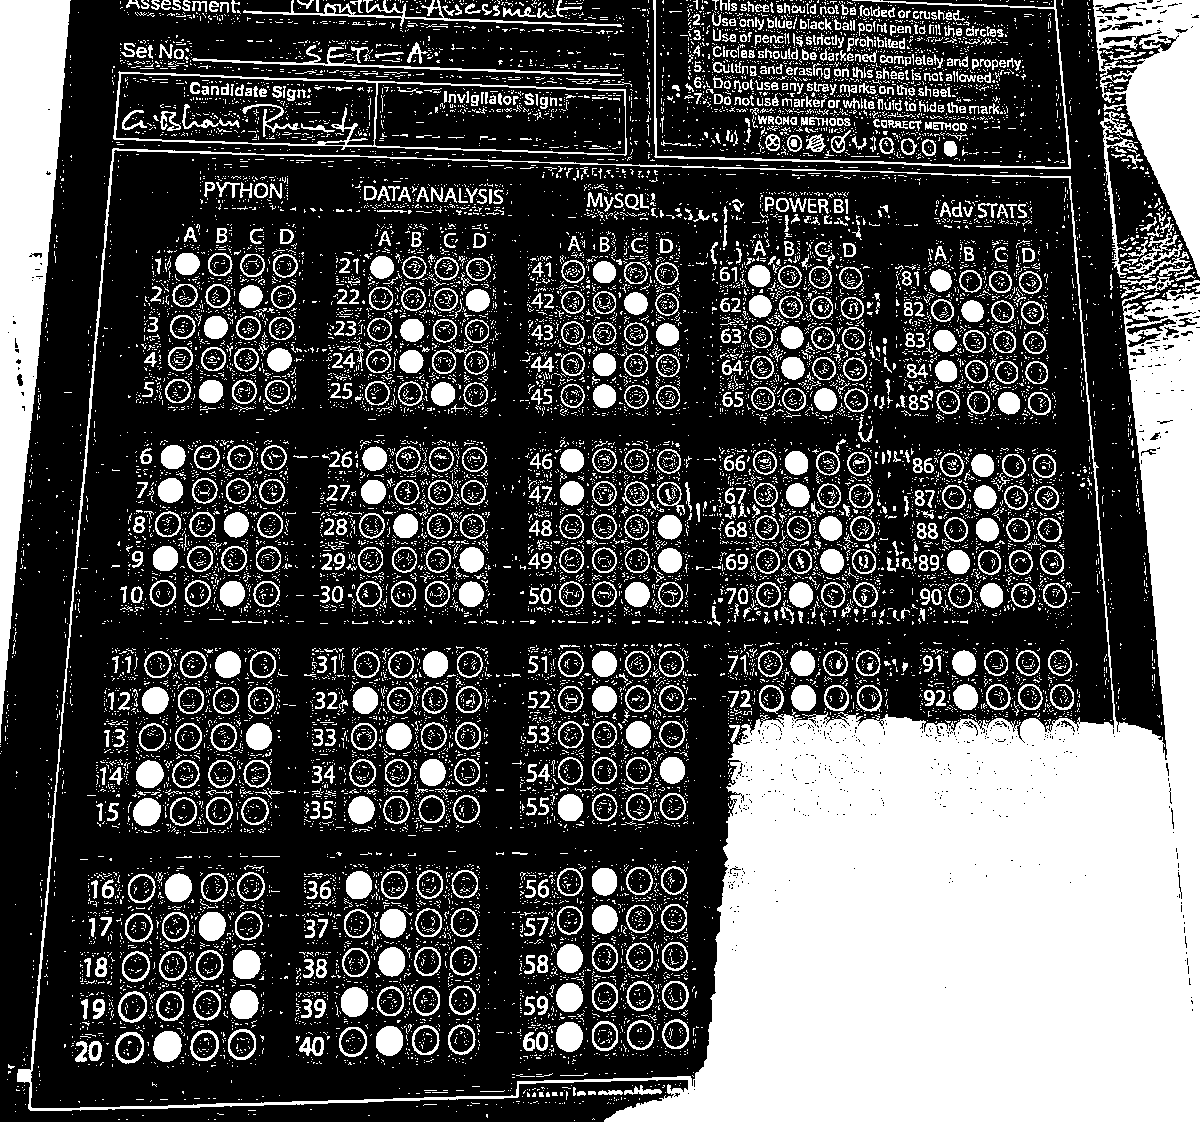 Assessment: Monthly Assessment
Set No: SET-A
Candidate Sign:
Invigilator Sign:
1. This sheet should not be folded or crushed.
2. Use only blue/ black ball point pen to fill the circles.
3. Use of pencil is strictly prohibited.
4. Circles should be darkened completely and property
5. Cutting and erasing on this sheet is not allowed.
6. Do not use any stray marks on the sheet.
7. Do not use marker or white fluid to hide the mark.
WRONG METHODS CORRECT METHOD
PYTHON DATA ANALYSIS MySQL POWER BI Adv STATS
A B C D A B C D A B C D A B C D A B C D
1 21 41 61 81
2 22 42 62 82
3 23 43 63 83
4 24 44 64 84
5 25 45 65 85
6 26 46 66 86
7 27 47 67 87
8 28 48 68 88
9 29 49 69 89
10 30 50 70 90
11 31 51 71 91
12 32 52 72 92
13 33 53
14 34 54
15 35 55
16 36 56
17 37 57
18 38 58
19 39 59
20 40 60